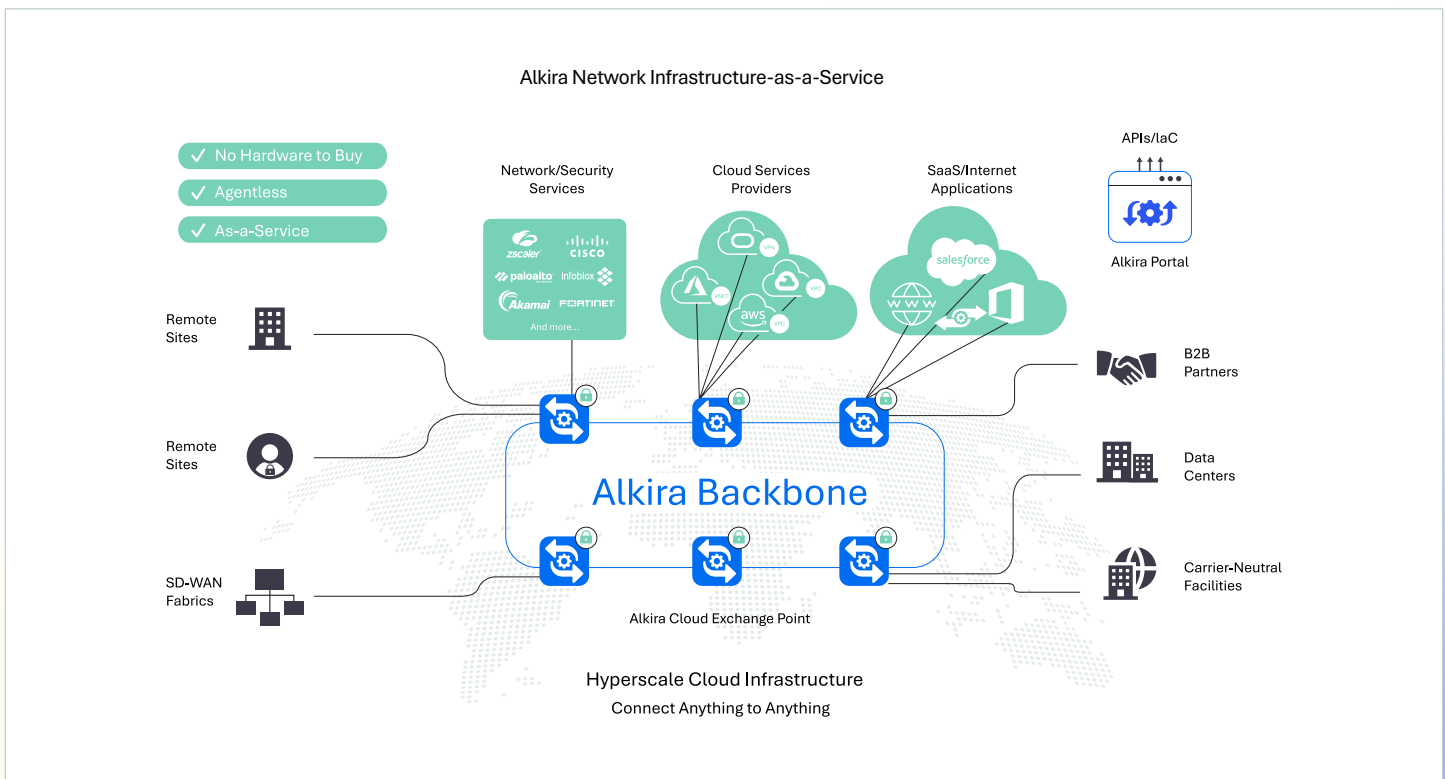 Alkira Network Infrastructure-as-a-Service
No Hardware to Buy
Agentless
As-a-Service
Network/Security
Services
zscaler
CISCO
paloalto
Infoblox
Akamai
FORTINET
And more...
Cloud Services
Providers
VPN
VNET
VPC
aws
VPC
SaaS/Internet
Applications
salesforce
WWW
APIs/IaC
Alkira Portal
Remote
Sites
Remote
Sites
SD-WAN
Fabrics
B2B
Partners
Data
Centers
Carrier-Neutral
Facilities
Alkira Backbone
Alkira Cloud Exchange Point
Hyperscale Cloud Infrastructure
Connect Anything to Anything